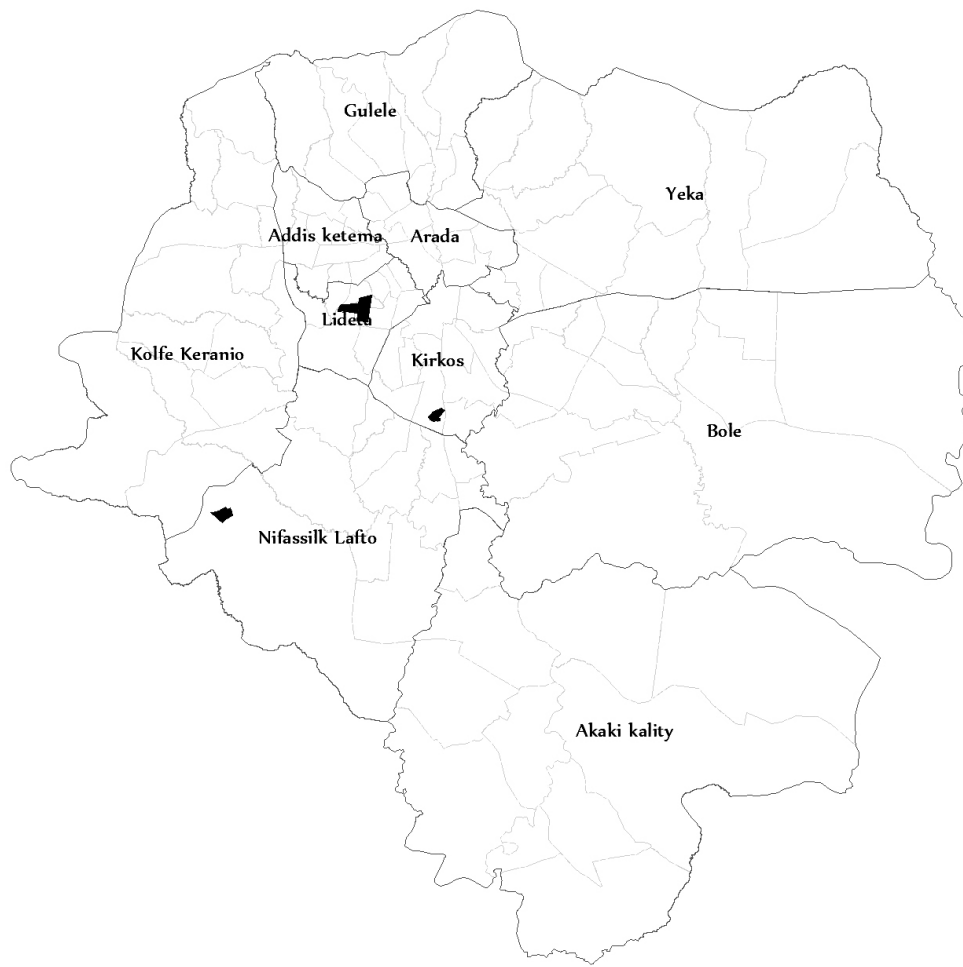 Gulele
Yeka
Addis ketema
Arada
Lideta
Kolfe Keranio
Kirkos
Bole
Nifassilk Lafto
Akaki kality